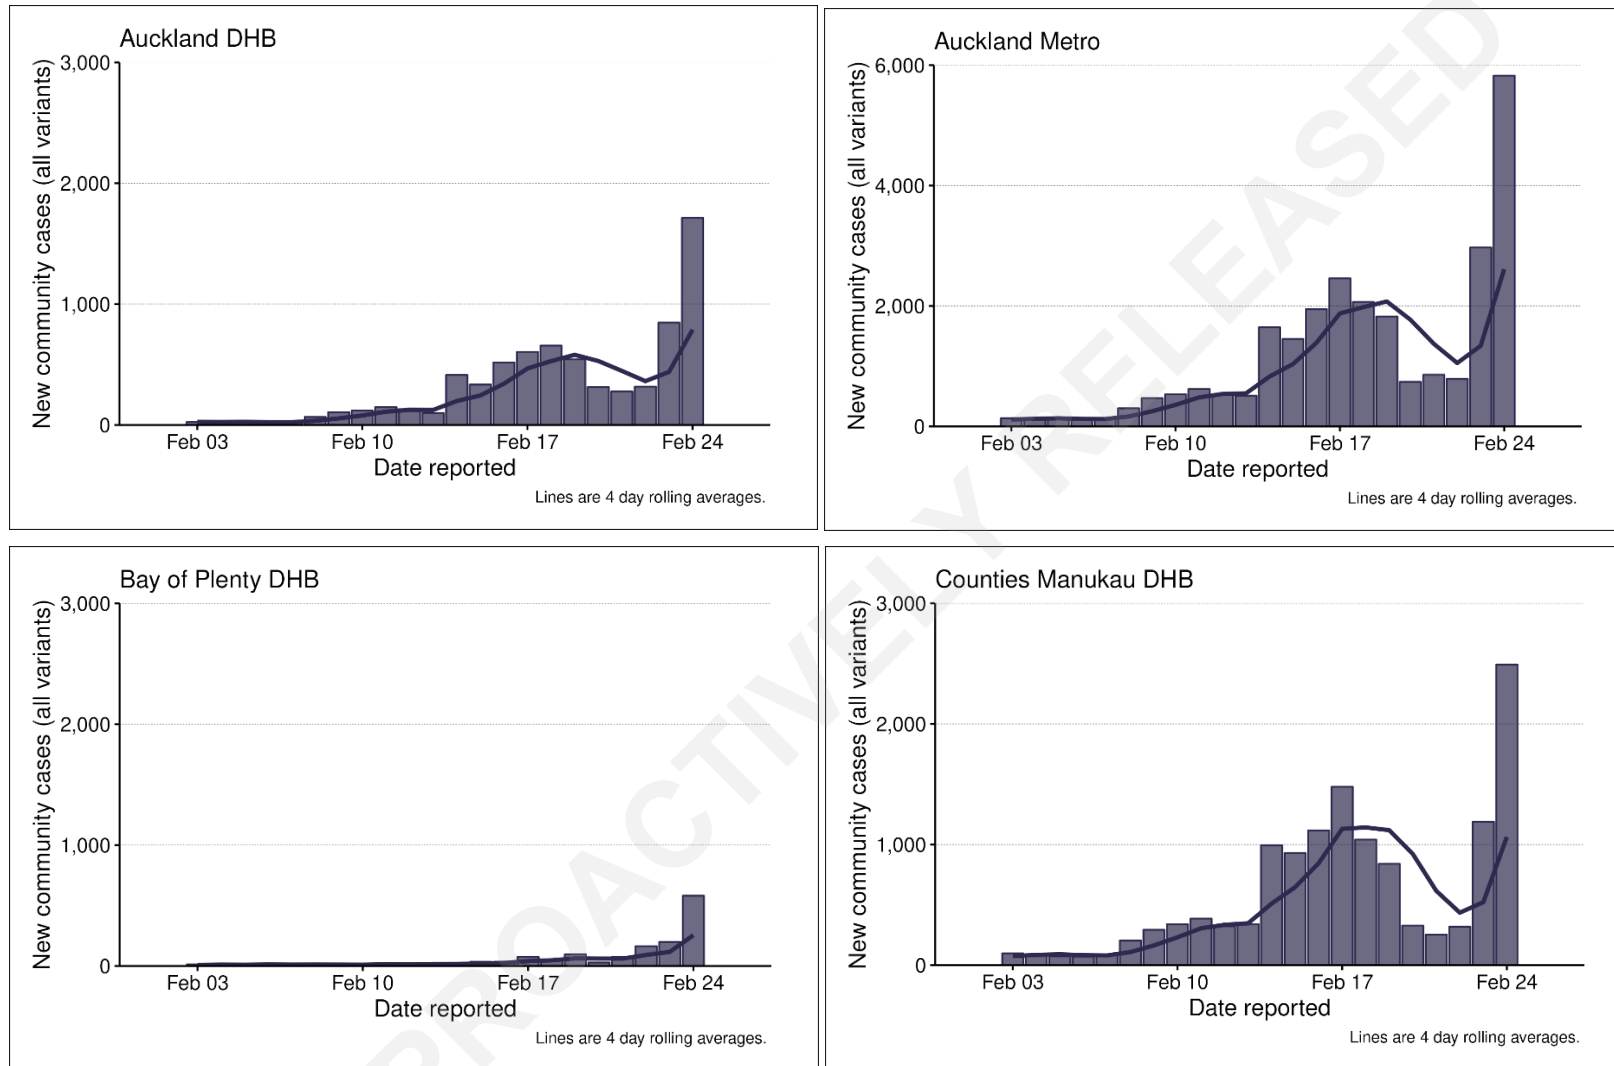 Auckland DHB
New community cases (all variants)
3,000
2,000
1,000
0
Feb 03
Feb 10
Feb 17
Feb 24
Date reported
Lines are 4 day rolling averages.
Auckland Metro
New community cases (all variants)
6,000
4,000
2,000
0
Feb 03
Feb 10
Feb 17
Feb 24
Date reported
Lines are 4 day rolling averages.
Bay of Plenty DHB
New community cases (all variants)
3,000
2,000
1,000
0
Feb 03
Feb 10
Feb 17
Feb 24
Date reported
Lines are 4 day rolling averages.
Counties Manukau DHB
New community cases (all variants)
3,000
2,000
1,000
0
Feb 03
Feb 10
Feb 17
Feb 24
Date reported
Lines are 4 day rolling averages.
PROACTIVELY RELEASED